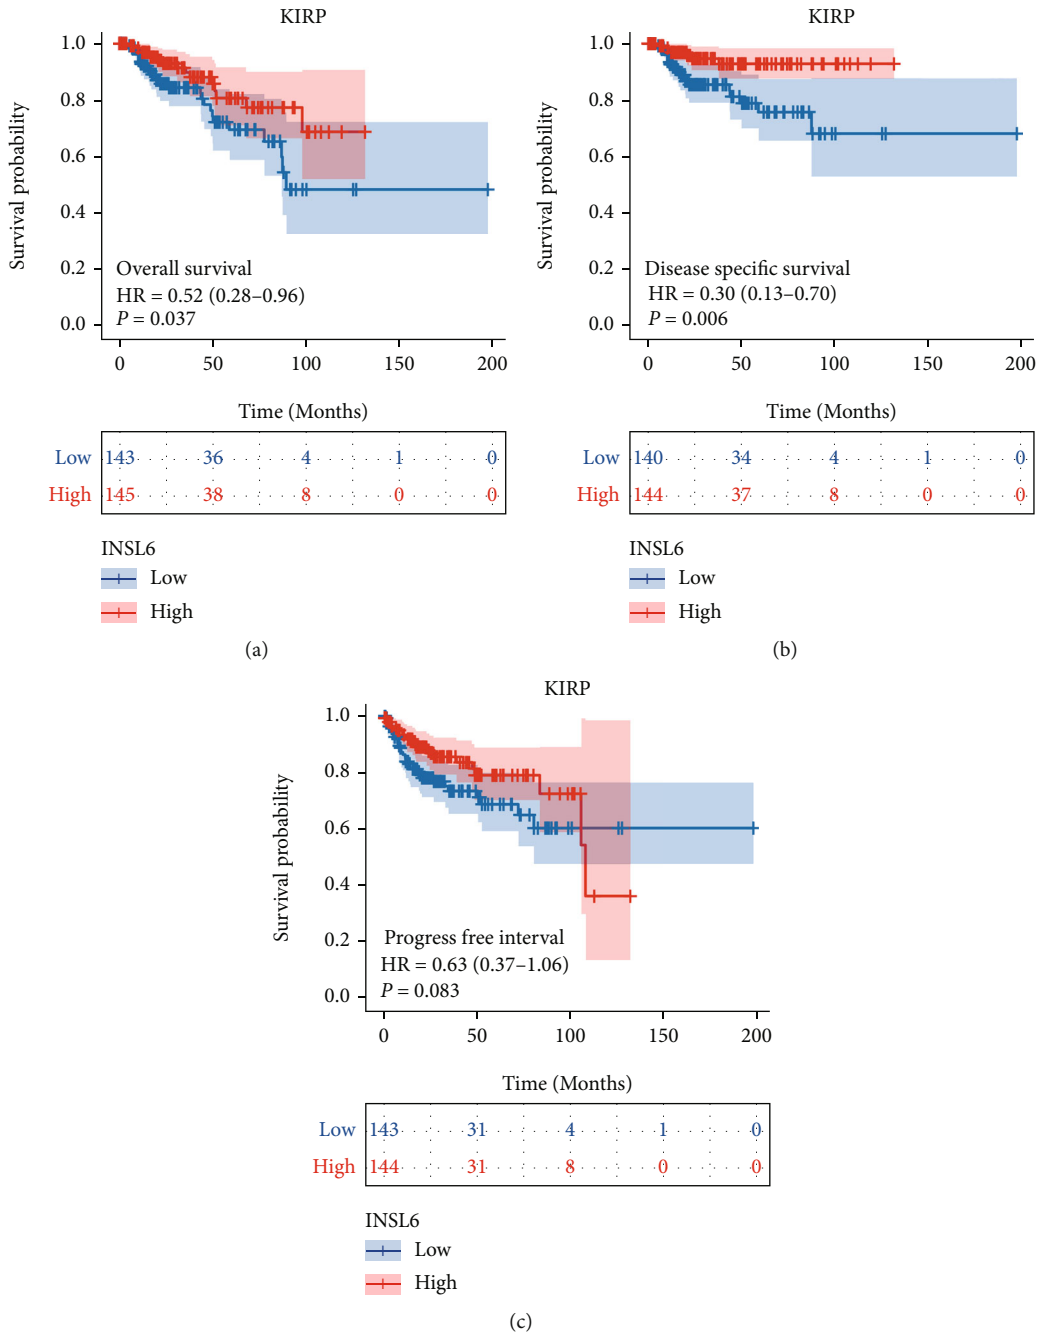 KIRP
1.0
0.8
0.6
0.4
0.2
0.0
Survival probability
Overall survival
HR = 0.52 (0.28–0.96)
P = 0.037
0 50 100 150 200
Time (Months)
Low 143 36 4 1 0
High 145 38 8 0 0
INSL6
Low
High
(a)
KIRP
1.0
0.8
0.6
0.4
0.2
0.0
Survival probability
Disease specific survival
HR = 0.30 (0.13–0.70)
P = 0.006
0 50 100 150 200
Time (Months)
Low 140 34 4 1 0
High 144 37 8 0 0
INSL6
Low
High
(b)
KIRP
1.0
0.8
0.6
0.4
0.2
0.0
Survival probability
Progress free interval
HR = 0.63 (0.37–1.06)
P = 0.083
0 50 100 150 200
Time (Months)
Low 143 31 4 1 0
High 144 31 8 0 0
INSL6
Low
High
(c)